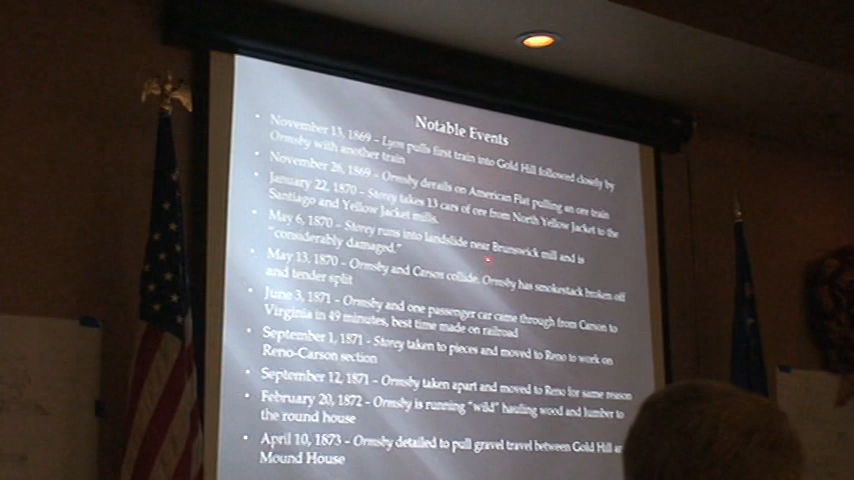 Notable Events
• November 13, 1869 – Lyon pulls first train into Gold Hill followed closely by
Ormsby with another train
• November 26, 1869 – Ormsby derails on American Flat pulling an ore train
• January 22, 1870 – Storey takes 13 cars of ore from North Yellow Jacket to the
Santiago and Yellow Jacket mills.
• May 6, 1870 – Storey runs into landslide near Brunswick mill and is
"considerably damaged."
• May 13, 1870 – Ormsby and Carson collide. Ormsby has smokestack broken off
and tender split
• June 3, 1871 – Ormsby and one passenger car came through from Carson to
Virginia in 49 minutes, best time made on railroad
• September 1, 1871 – Storey taken to pieces and moved to Reno to work on
Reno-Carson section
• September 12, 1871 – Ormsby taken apart and moved to Reno for same reason
• February 20, 1872 – Ormsby is running "wild" hauling wood and lumber to
the round house
• April 10, 1873 – Ormsby detailed to pull gravel travel between Gold Hill
Mound House